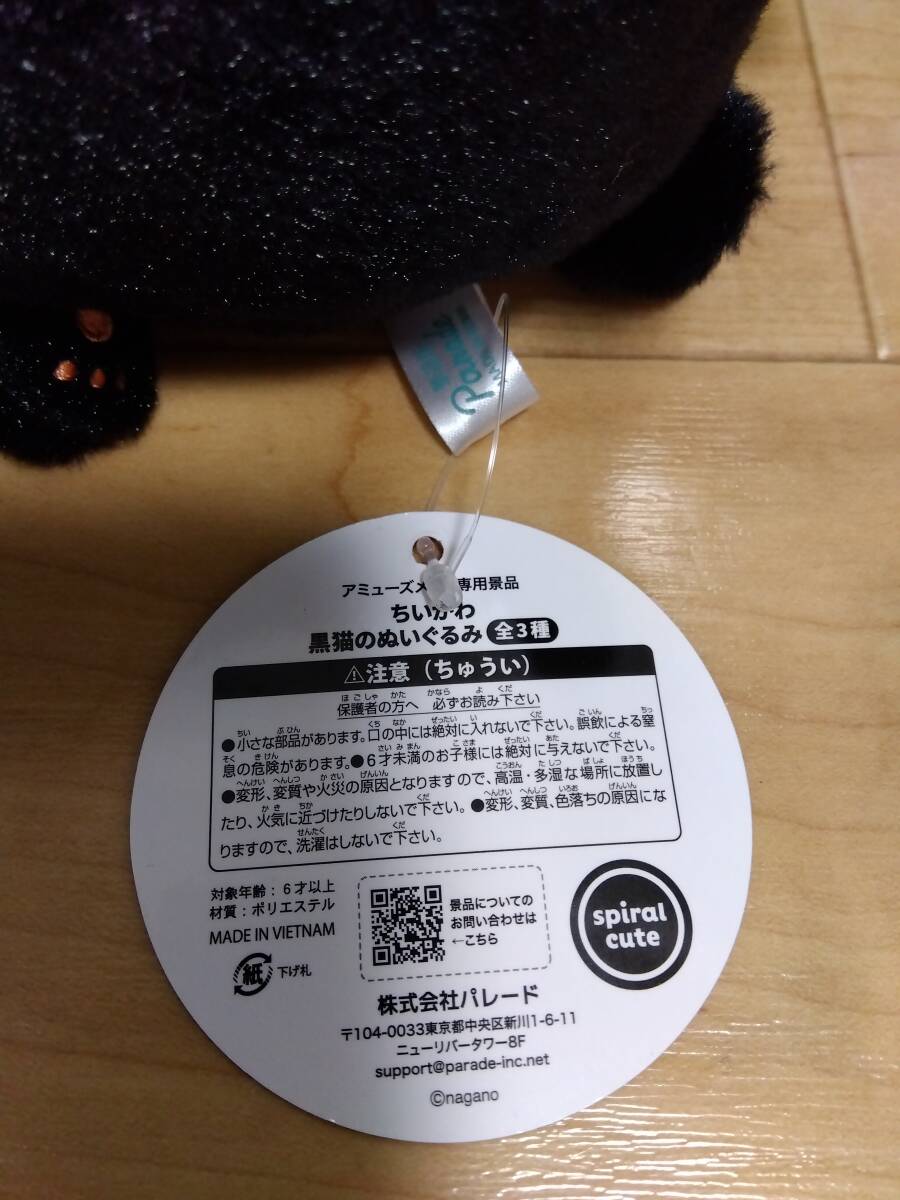 Parade
アミューズメ 専用景品
ちいかわ
黒猫のぬいぐるみ 全3種
⚠注意（ちゅうい）
保護者の方へ 必ずお読み下さい
●小さな部品があります。口の中には絶対に入れないで下さい。誤飲による窒
息の危険があります。●6才未満のお子様には絶対に与えないで下さい。
●変形、変質や火災の原因となりますので、高温・多湿な場所に放置し
たり、火気に近づけたりしないで下さい。●変形、変質、色落ちの原因にな
りますので、洗濯はしないで下さい。
対象年齢：6才以上
材質：ポリエステル
MADE IN VIETNAM
紙 下げ札
景品についての
お問い合わせは
←こちら
spiral
cute
株式会社パレード
〒104-0033東京都中央区新川1-6-11
ニューリバータワー8F
support@parade-inc.net
©nagano